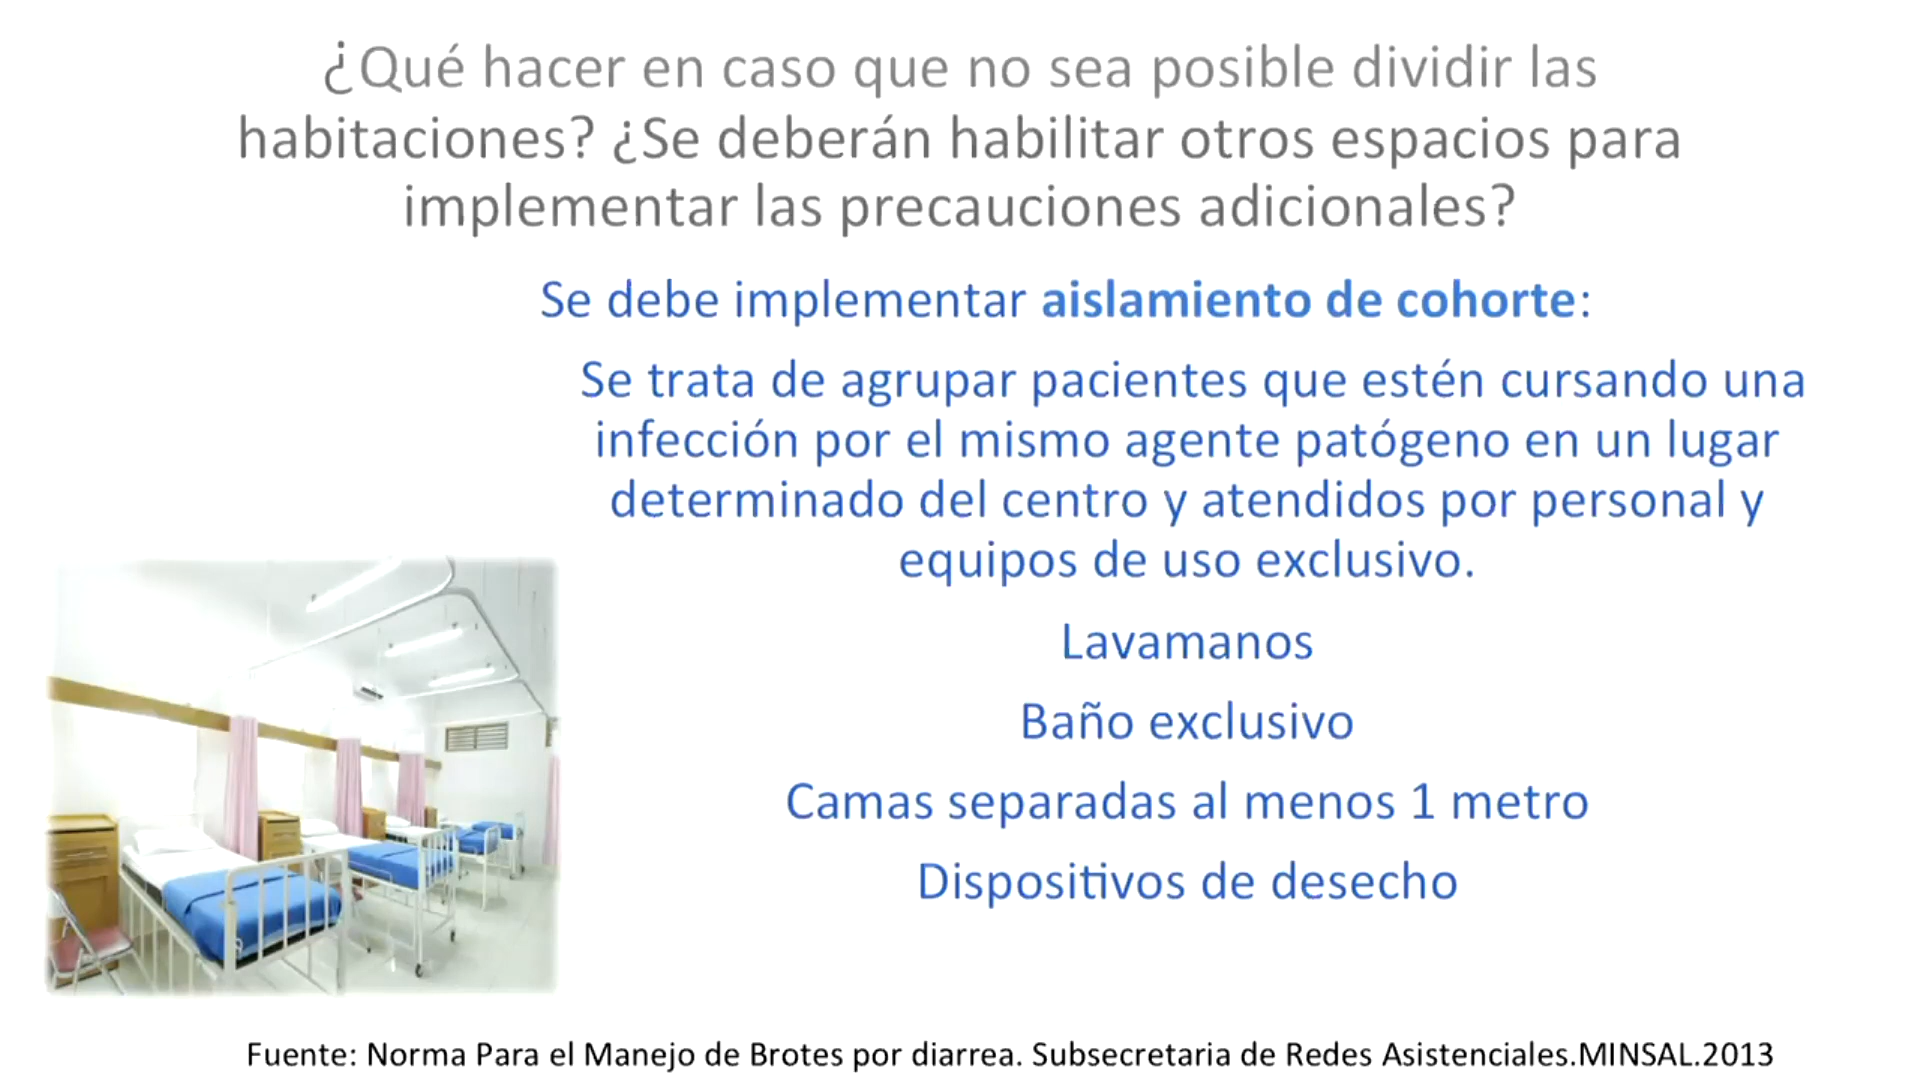 ¿Qué hacer en caso que no sea posible dividir las
habitaciones? ¿Se deberán habilitar otros espacios para
implementar las precauciones adicionales?
Se debe implementar aislamiento de cohorte:
Se trata de agrupar pacientes que estén cursando una
infección por el mismo agente patógeno en un lugar
determinado del centro y atendidos por personal y
equipos de uso exclusivo.
Lavamanos
Baño exclusivo
Camas separadas al menos 1 metro
Dispositivos de desecho
Fuente: Norma Para el Manejo de Brotes por diarrea. Subsecretaria de Redes Asistenciales.MINSAL.2013